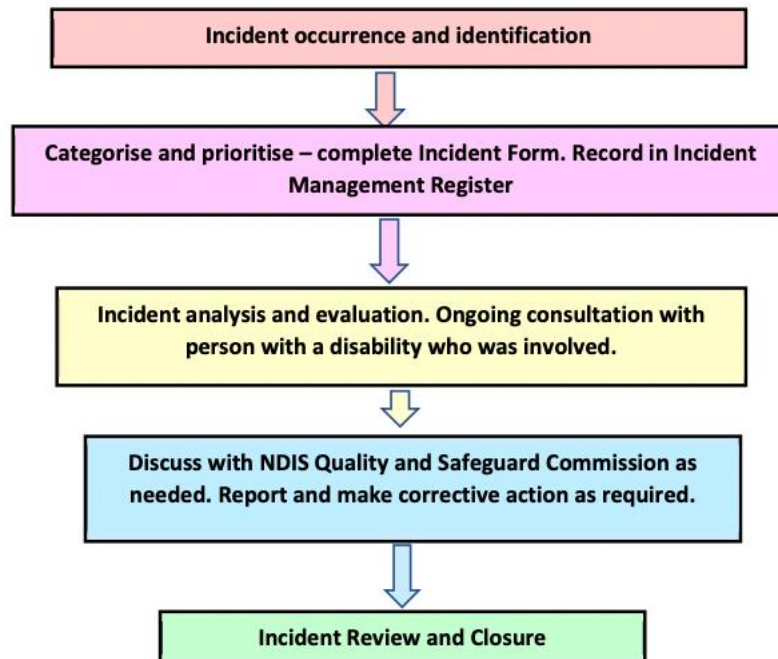 Incident occurrence and identification
Categorise and prioritise – complete Incident Form. Record in Incident
Management Register
Incident analysis and evaluation. Ongoing consultation with
person with a disability who was involved.
Discuss with NDIS Quality and Safeguard Commission as
needed. Report and make corrective action as required.
Incident Review and Closure